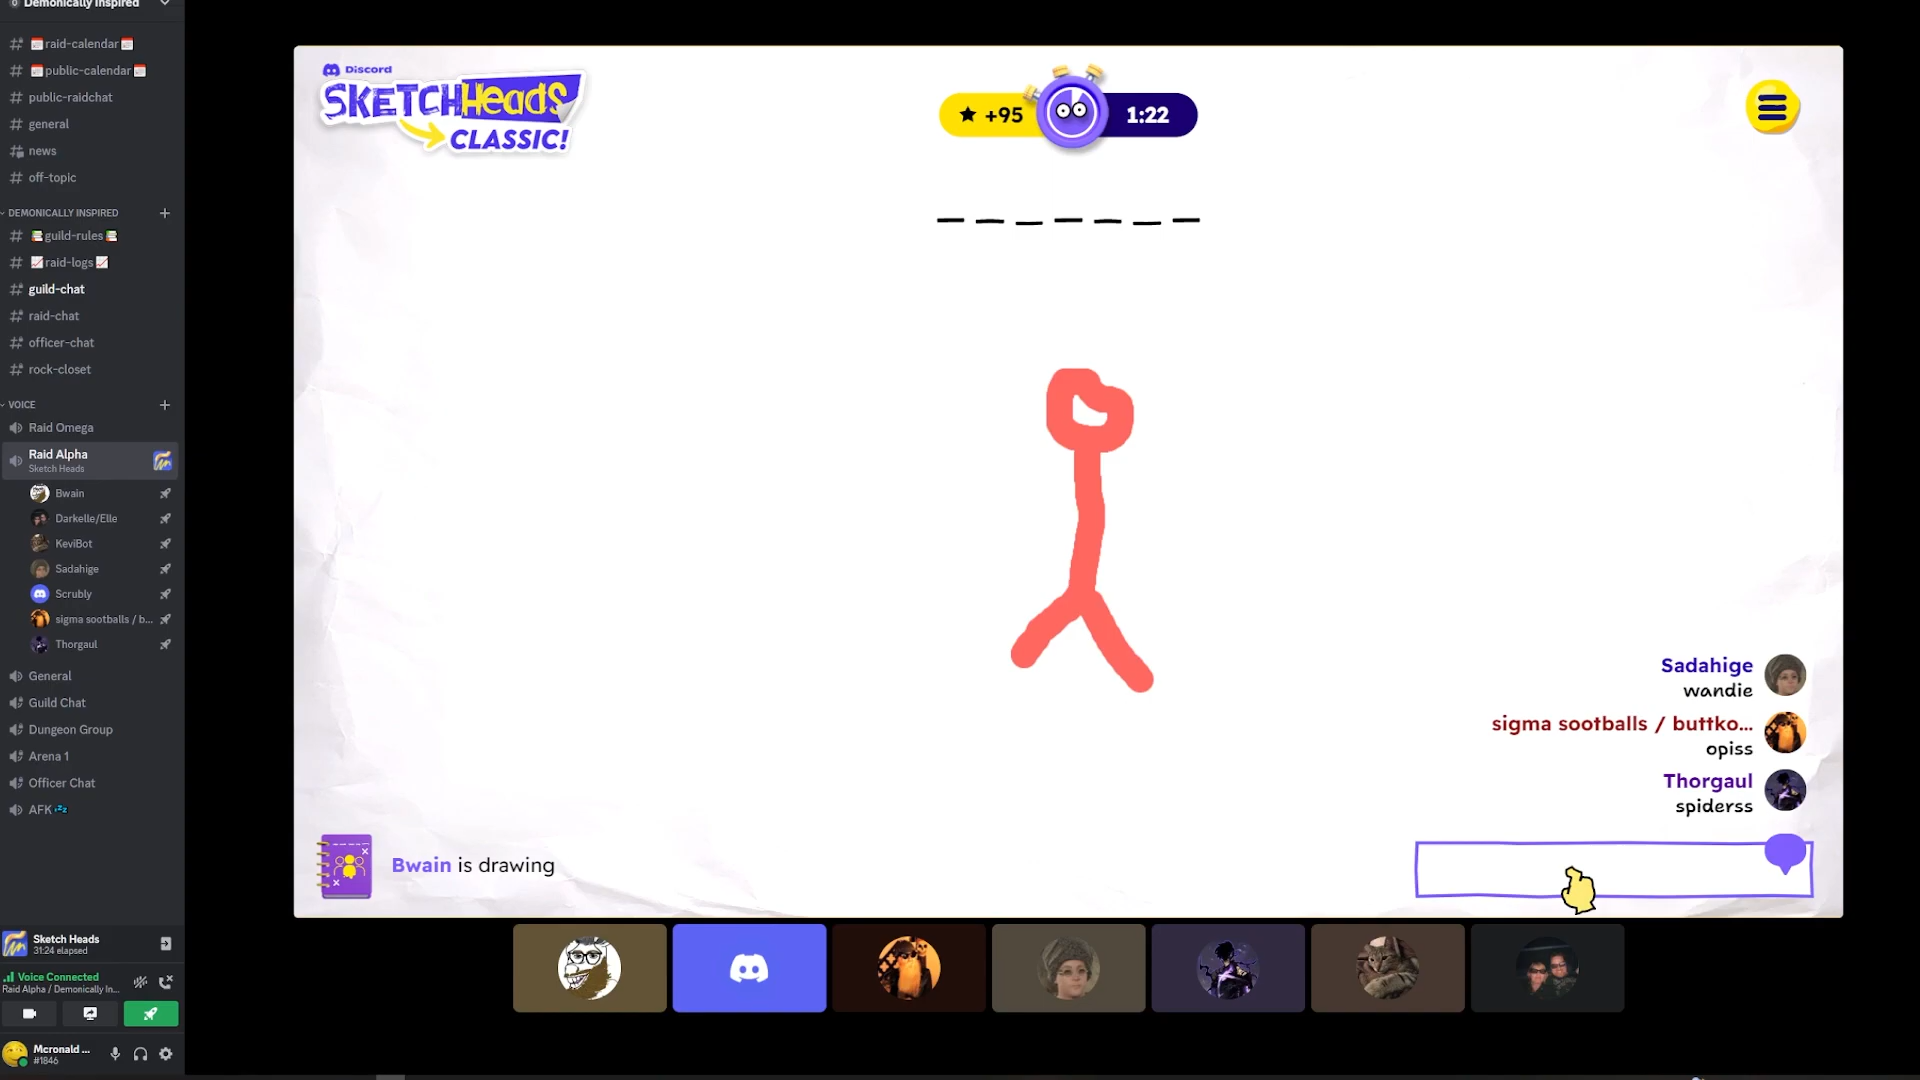 Demonically Inspired
raid-calendar
public-calendar
public-raidchat
general
news
off-topic
DEMONICALLY INSPIRED
guild-rules
raid-logs
guild-chat
raid-chat
officer-chat
rock-closet
VOICE
Raid Omega
Raid Alpha
Sketch Heads
Bwain
Darkelle/Elle
KeviBot
Sadahige
Scrubly
sigma sootballs / b...
Thorgaul
General
Guild Chat
Dungeon Group
Arena 1
Officer Chat
AFK
Sketch Heads
31:24 elapsed
Voice Connected
Raid Alpha / Demonically In...
Mcronald ...
#1846
Discord
SKETCHHeadS
CLASSIC!
+95
1:22
Sadahige
wandie
sigma sootballs / buttko...
opiss
Thorgaul
spiderss
Bwain is drawing